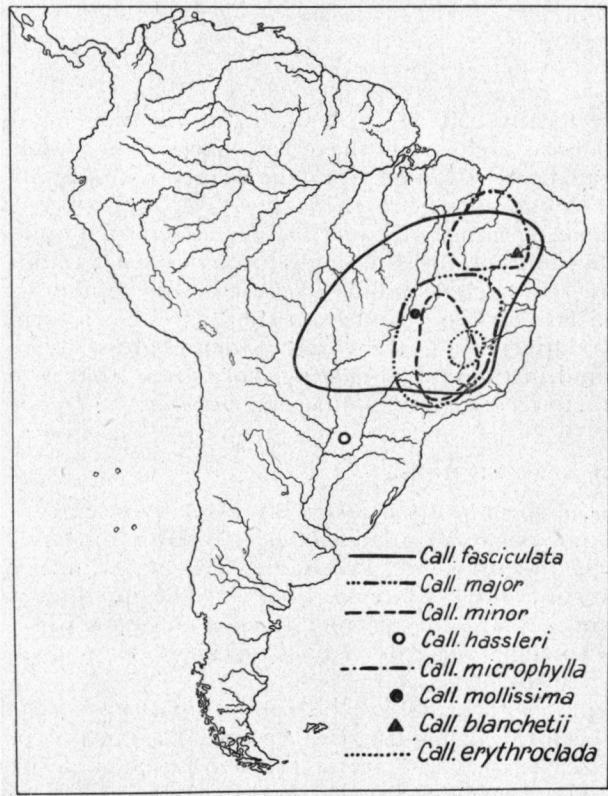 Call. fasciculata
Call. major
Call. minor
Call. hassleri
Call. microphylla
Call. mollissima
Call. blanchetii
Call. erythroclada